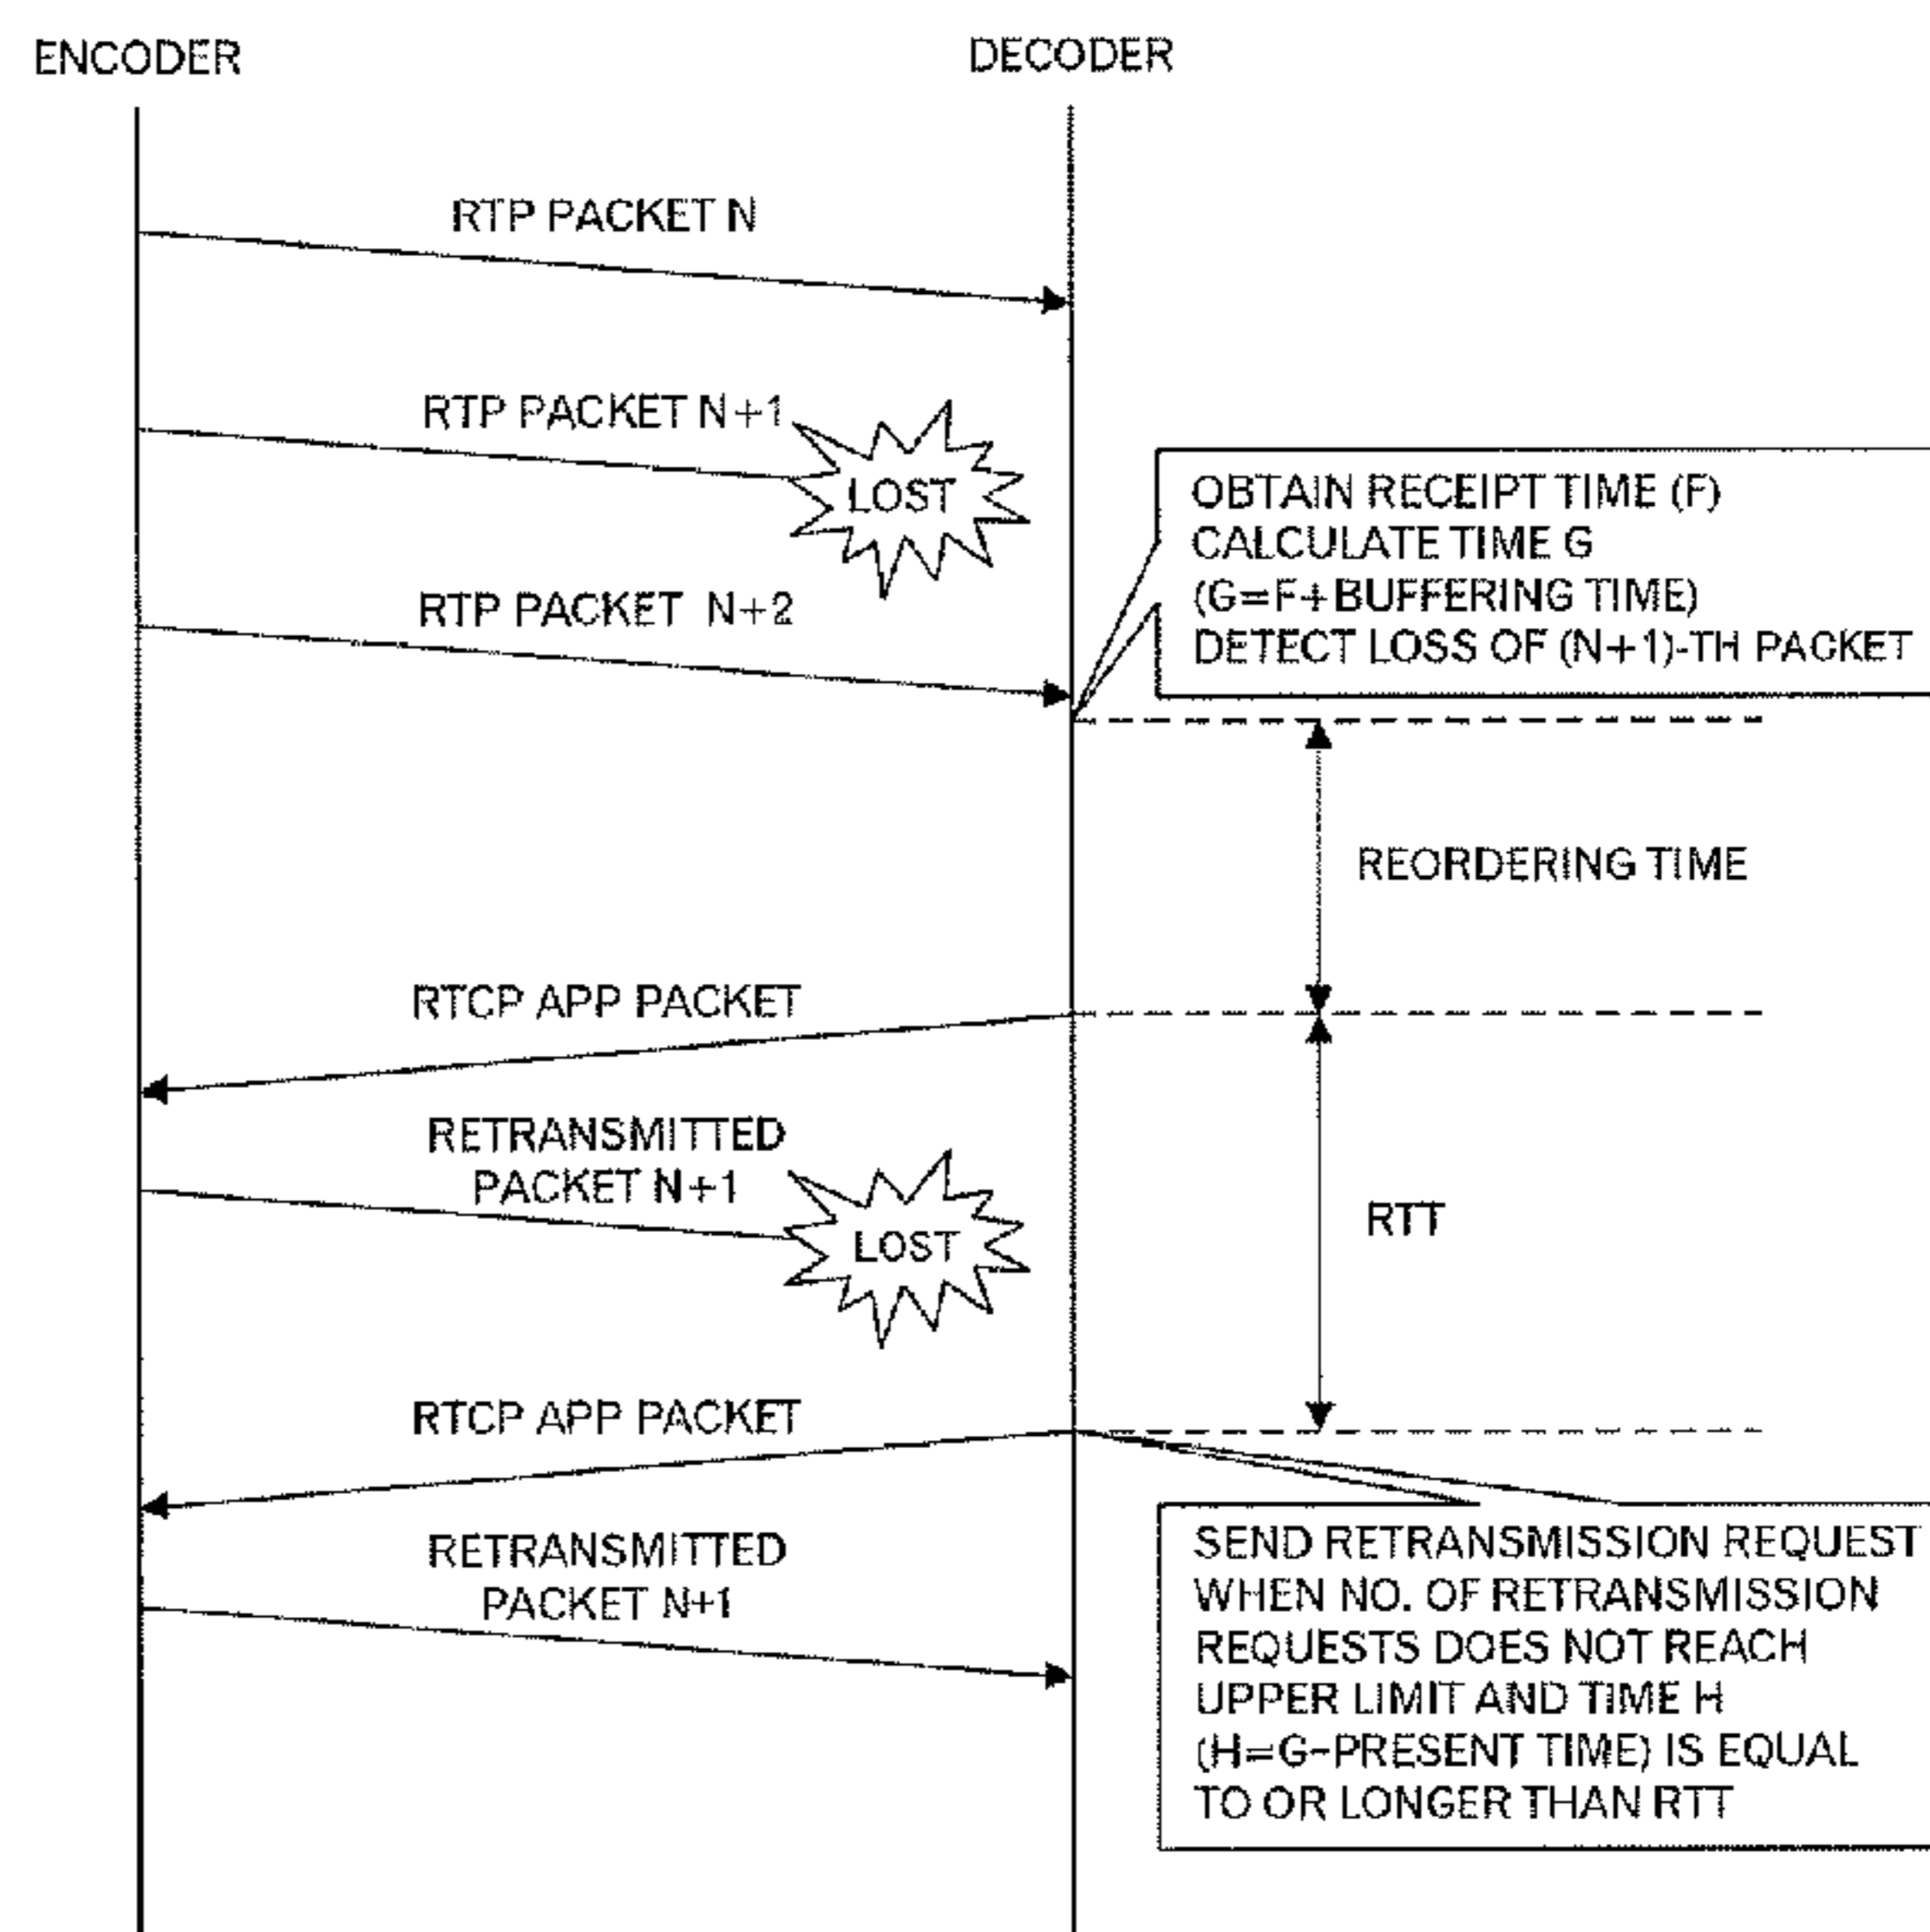 ENCODER
DECODER
RTP PACKET N
RTP PACKET N+1
LOST
OBTAIN RECEIPT TIME (F)
CALCULATE TIME G
(G=F+BUFFERING TIME)
DETECT LOSS OF (N+1)-TH PACKET
RTP PACKET N+2
REORDERING TIME
RTCP APP PACKET
RETRANSMITTED
PACKET N+1
LOST
RTT
RTCP APP PACKET
SEND RETRANSMISSION REQUEST
WHEN NO. OF RETRANSMISSION
REQUESTS DOES NOT REACH
UPPER LIMIT AND TIME H
(H=G-PRESENT TIME) IS EQUAL
TO OR LONGER THAN RTT
RETRANSMITTED
PACKET N+1